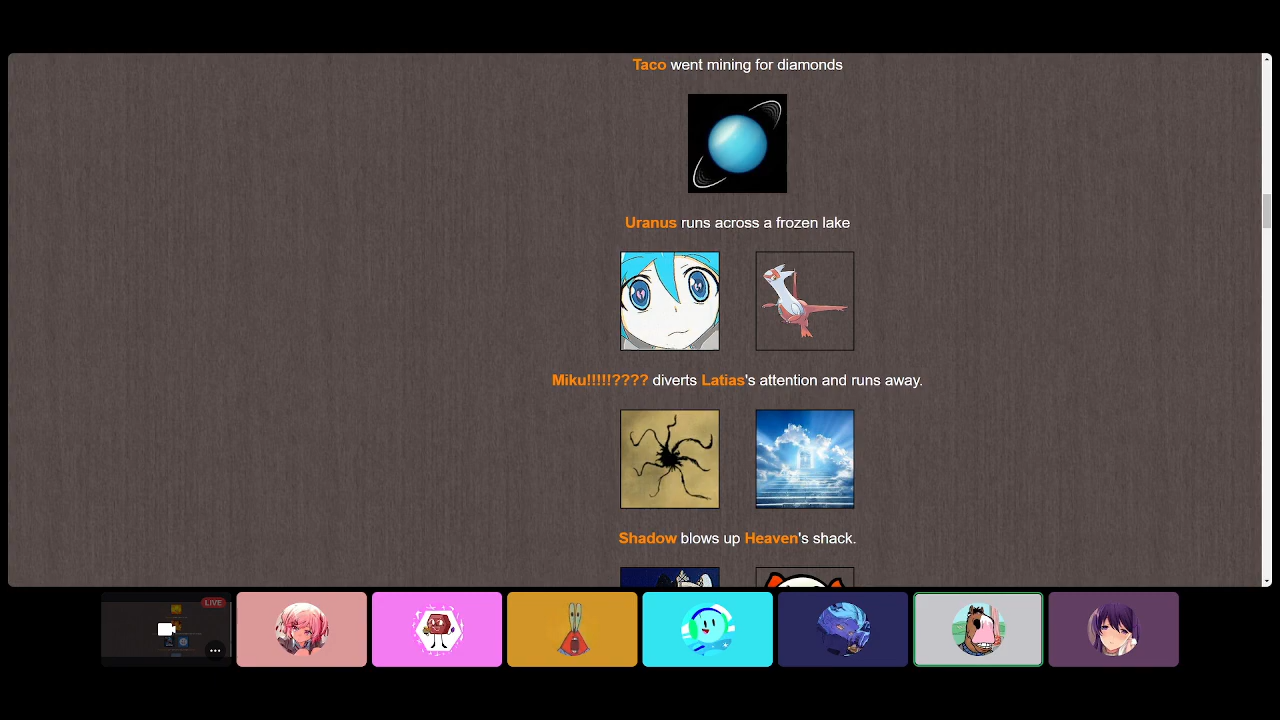 Taco went mining for diamonds
Uranus runs across a frozen lake
Miku!!!!!???? diverts Latias's attention and runs away.
Shadow blows up Heaven's shack.
LIVE